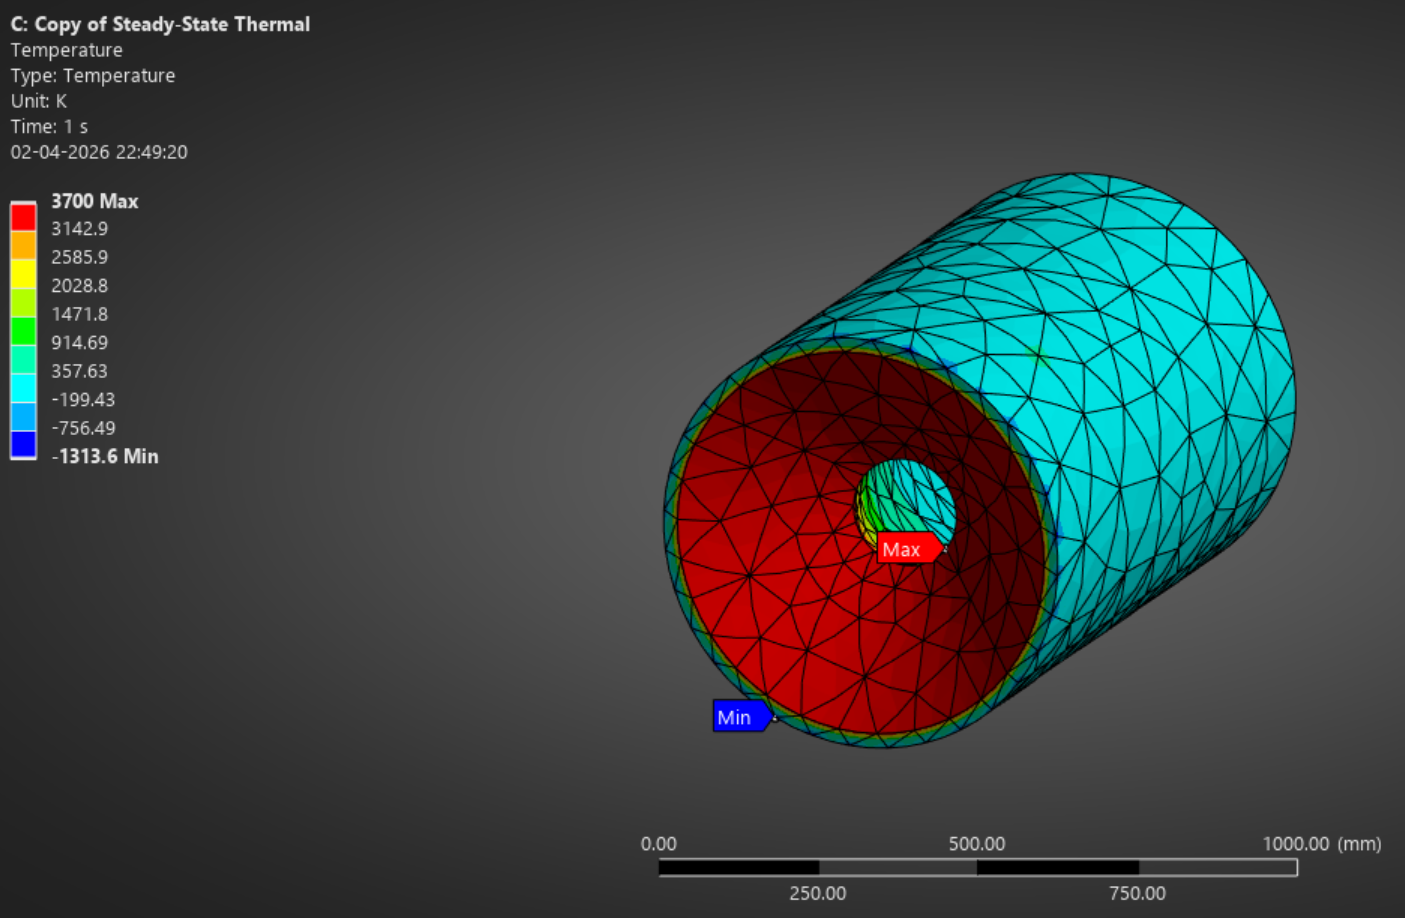 C: Copy of Steady-State Thermal
Temperature
Type: Temperature
Unit: K
Time: 1 s
02-04-2026 22:49:20
3700 Max
3142.9
2585.9
2028.8
1471.8
914.69
357.63
-199.43
-756.49
-1313.6 Min
Max
Min
0.00 500.00 1000.00 (mm)
250.00 750.00